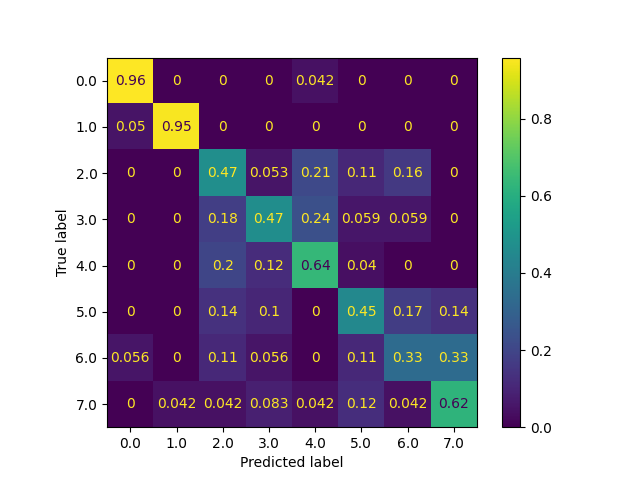 0.0 0.96 0 0 0 0.042 0 0 0
1.0 0.05 0.95 0 0 0 0 0 0
2.0 0 0 0.47 0.053 0.21 0.11 0.16 0
3.0 0 0 0.18 0.47 0.24 0.059 0.059 0
4.0 0 0 0.2 0.12 0.64 0.04 0 0
5.0 0 0 0.14 0.1 0 0.45 0.17 0.14
6.0 0.056 0 0.11 0.056 0 0.11 0.33 0.33
7.0 0 0.042 0.042 0.083 0.042 0.12 0.042 0.62
0.0 1.0 2.0 3.0 4.0 5.0 6.0 7.0
Predicted label
True label
0.8
0.6
0.4
0.2
0.0